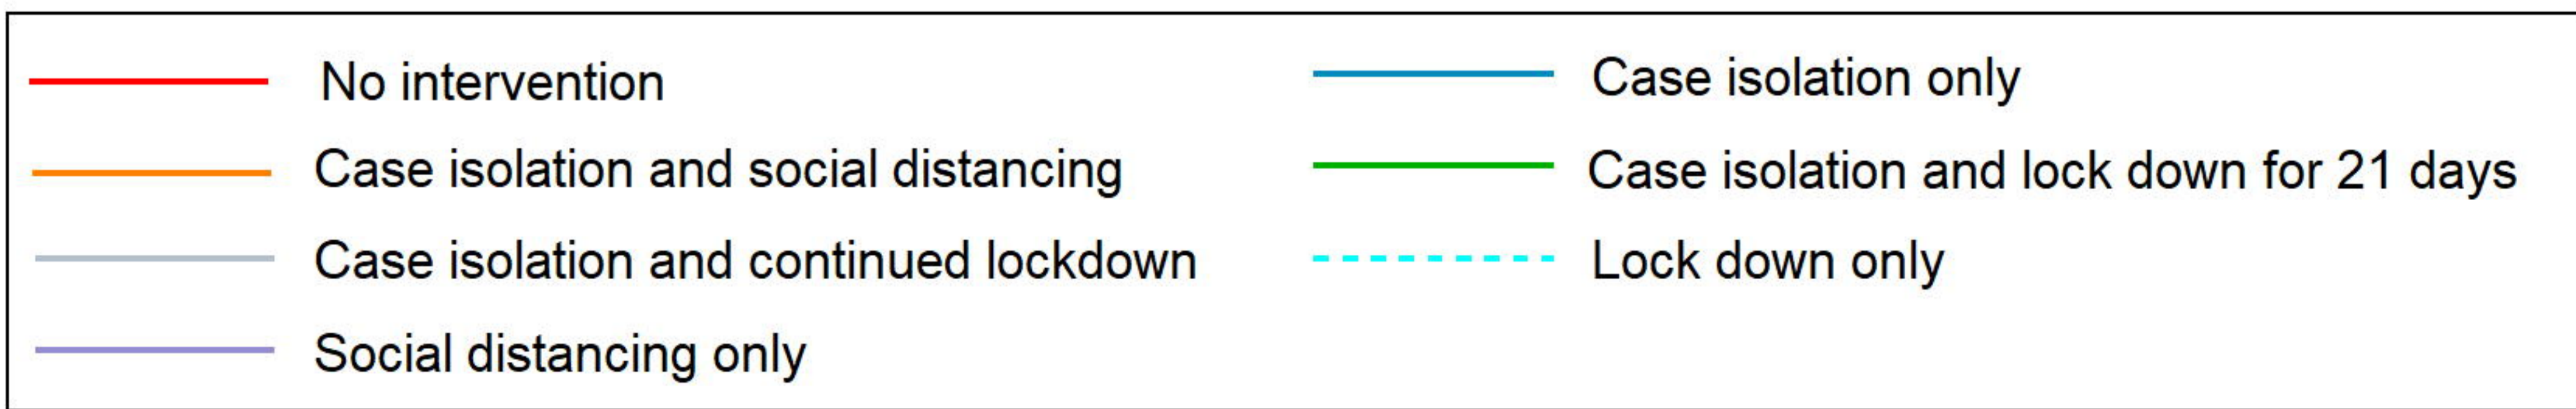 No intervention
Case isolation and social distancing
Case isolation and continued lockdown
Social distancing only
Case isolation only
Case isolation and lock down for 21 days
Lock down only